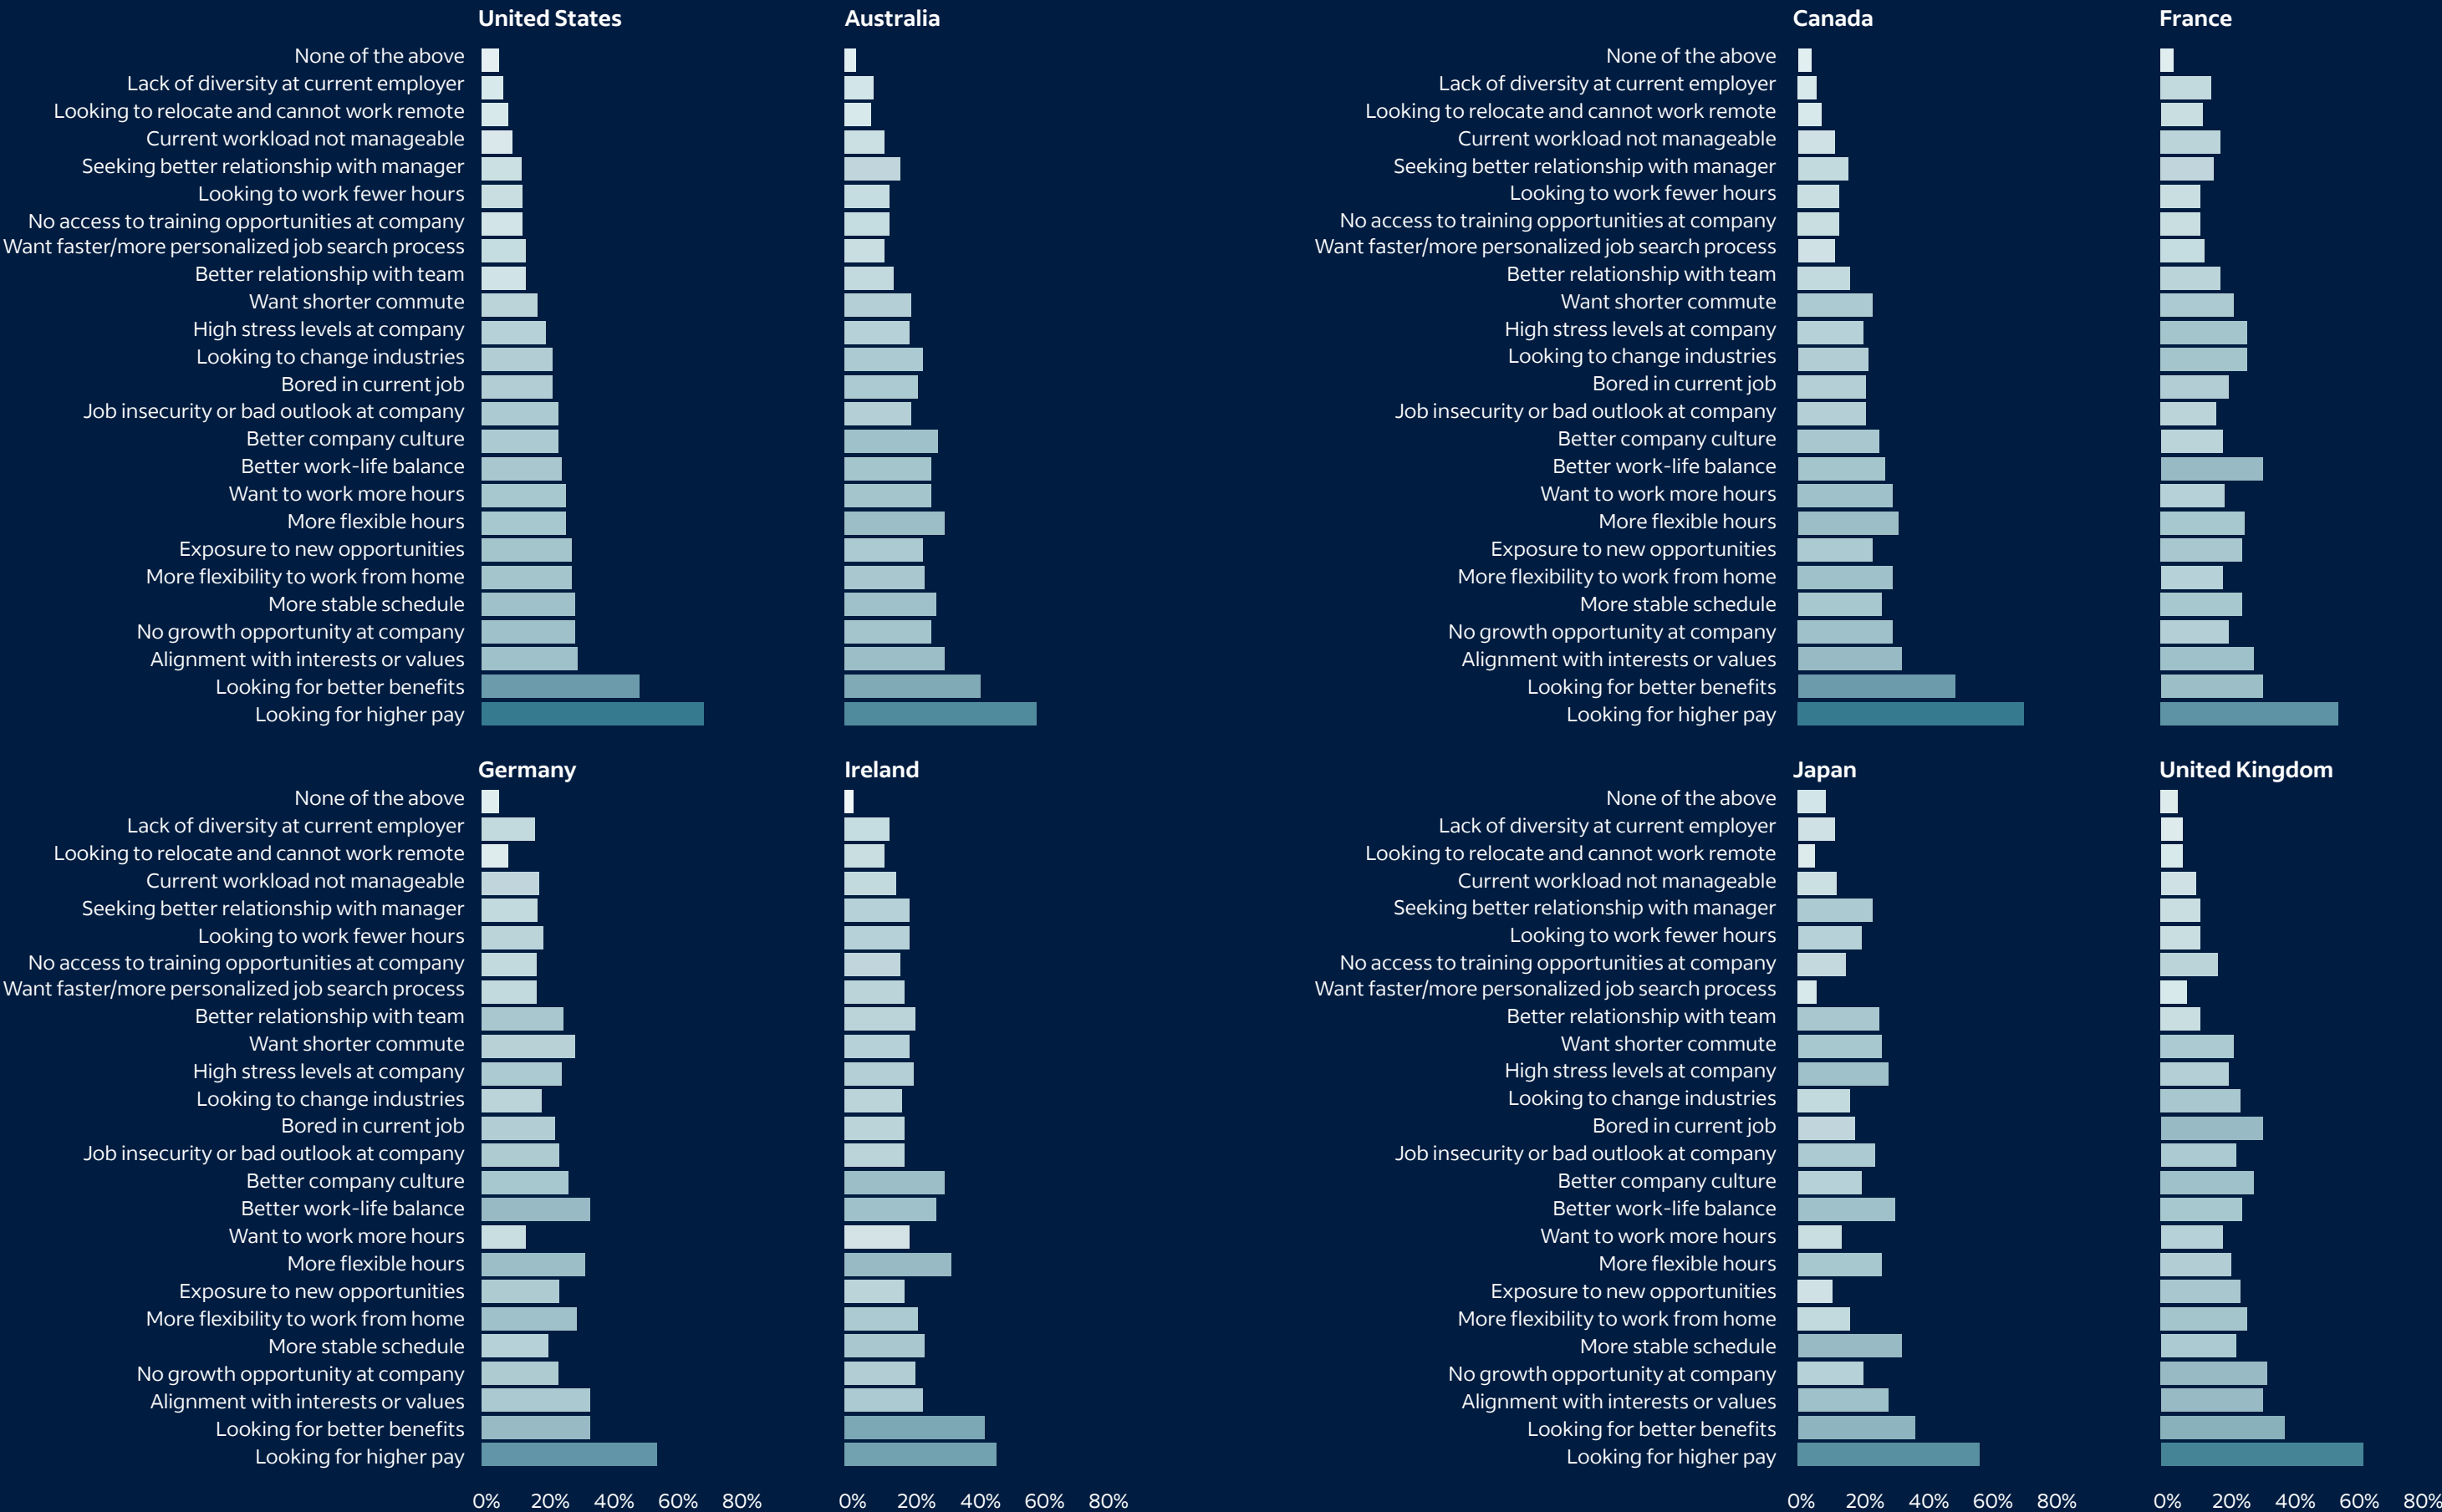 United States
Australia
Canada
France
None of the above
Lack of diversity at current employer
Looking to relocate and cannot work remote
Current workload not manageable
Seeking better relationship with manager
Looking to work fewer hours
No access to training opportunities at company
Want faster/more personalized job search process
Better relationship with team
Want shorter commute
High stress levels at company
Looking to change industries
Bored in current job
Job insecurity or bad outlook at company
Better company culture
Better work-life balance
Want to work more hours
More flexible hours
Exposure to new opportunities
More flexibility to work from home
More stable schedule
No growth opportunity at company
Alignment with interests or values
Looking for better benefits
Looking for higher pay
None of the above
Lack of diversity at current employer
Looking to relocate and cannot work remote
Current workload not manageable
Seeking better relationship with manager
Looking to work fewer hours
No access to training opportunities at company
Want faster/more personalized job search process
Better relationship with team
Want shorter commute
High stress levels at company
Looking to change industries
Bored in current job
Job insecurity or bad outlook at company
Better company culture
Better work-life balance
Want to work more hours
More flexible hours
Exposure to new opportunities
More flexibility to work from home
More stable schedule
No growth opportunity at company
Alignment with interests or values
Looking for better benefits
Looking for higher pay
Germany
Ireland
Japan
United Kingdom
None of the above
Lack of diversity at current employer
Looking to relocate and cannot work remote
Current workload not manageable
Seeking better relationship with manager
Looking to work fewer hours
No access to training opportunities at company
Want faster/more personalized job search process
Better relationship with team
Want shorter commute
High stress levels at company
Looking to change industries
Bored in current job
Job insecurity or bad outlook at company
Better company culture
Better work-life balance
Want to work more hours
More flexible hours
Exposure to new opportunities
More flexibility to work from home
More stable schedule
No growth opportunity at company
Alignment with interests or values
Looking for better benefits
Looking for higher pay
None of the above
Lack of diversity at current employer
Looking to relocate and cannot work remote
Current workload not manageable
Seeking better relationship with manager
Looking to work fewer hours
No access to training opportunities at company
Want faster/more personalized job search process
Better relationship with team
Want shorter commute
High stress levels at company
Looking to change industries
Bored in current job
Job insecurity or bad outlook at company
Better company culture
Better work-life balance
Want to work more hours
More flexible hours
Exposure to new opportunities
More flexibility to work from home
More stable schedule
No growth opportunity at company
Alignment with interests or values
Looking for better benefits
Looking for higher pay
0% 20% 40% 60% 80%
0% 20% 40% 60% 80%
0% 20% 40% 60% 80%
0% 20% 40% 60% 80%